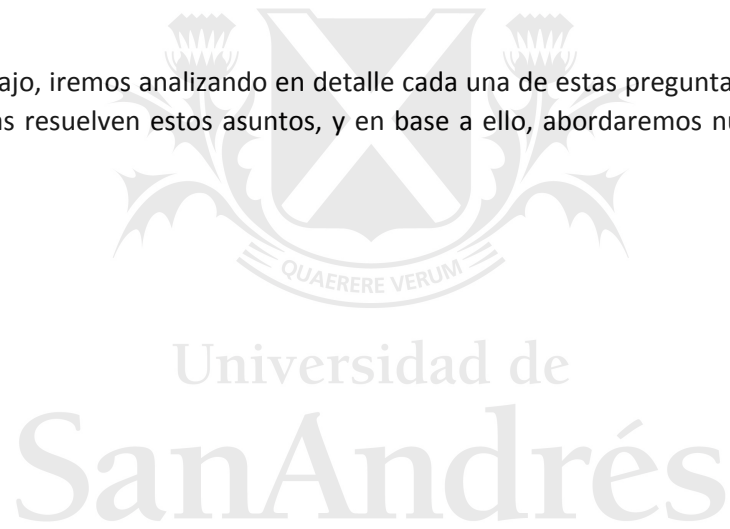 ajo, iremos analizando en detalle cada una de estas pregunta
as resuelven estos asuntos, y en base a ello, abordaremos nu
QUAERERE VERUM
Universidad de
SanAndrés